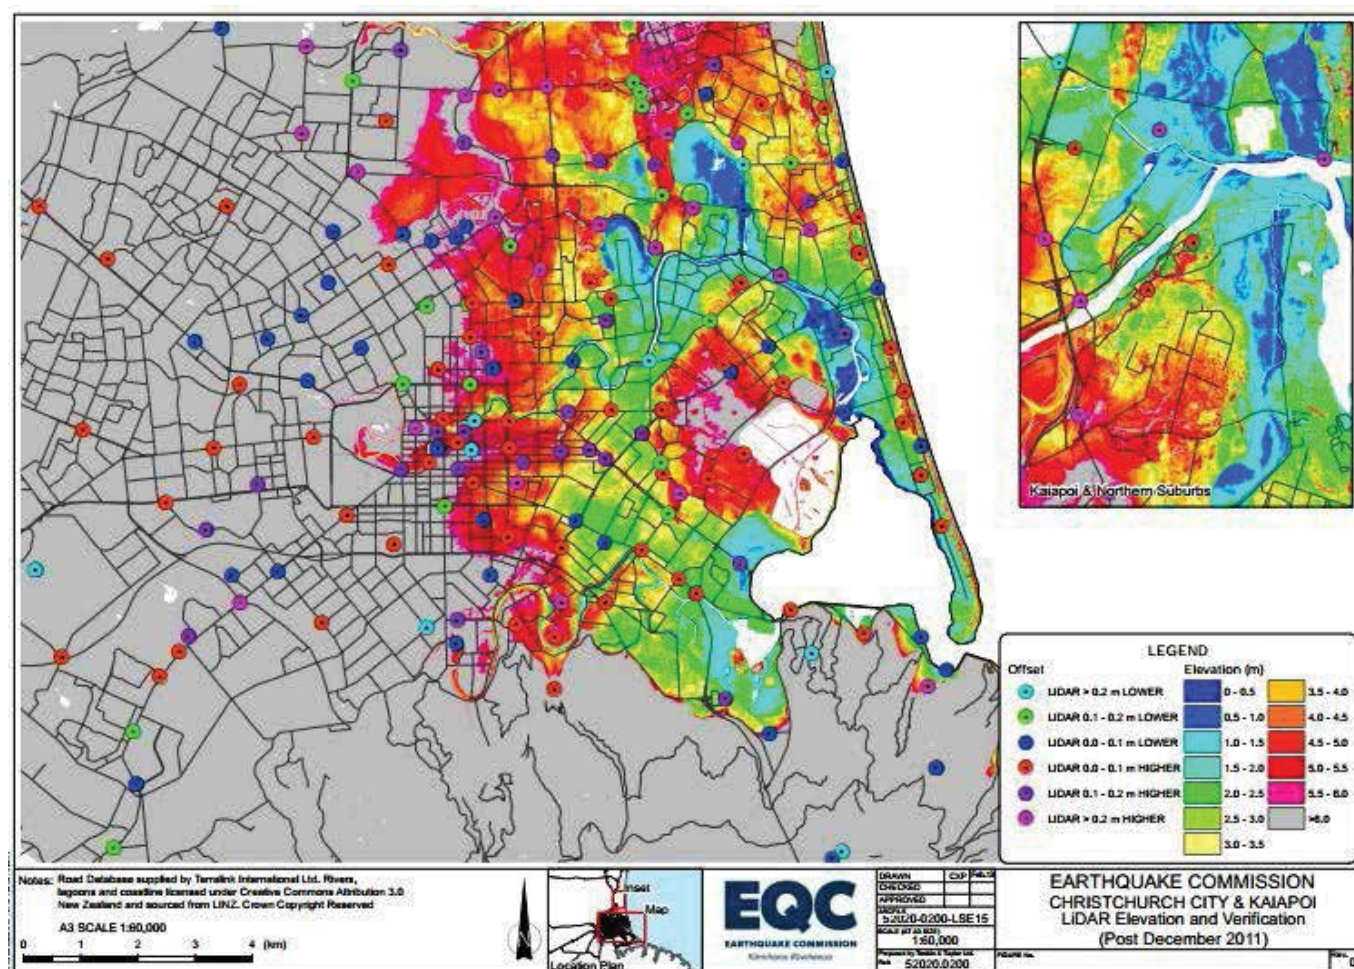 Kaiapoi & Northern Suburbs
LEGEND
Offset
Elevation (m)
LIDAR > 0.2 m LOWER
LIDAR 0.1 - 0.2 m LOWER
LIDAR 0.0 - 0.1 m LOWER
LIDAR 0.0 - 0.1 m HIGHER
LIDAR 0.1 - 0.2 m HIGHER
LIDAR > 0.2 m HIGHER
0 - 0.5
0.5 - 1.0
1.0 - 1.5
1.5 - 2.0
2.0 - 2.5
2.5 - 3.0
3.0 - 3.5
3.5 - 4.0
4.0 - 4.5
4.5 - 5.0
5.0 - 5.5
5.5 - 6.0
>6.0
Notes: Road Database supplied by Terralink International Ltd. Rivers,
lagoons and coastline licensed under Creative Commons Attribution 3.0
New Zealand and sourced from LINZ. Crown Copyright Reserved
A3 SCALE 1:60,000
0 1 2 3 4 (km)
Inset
Map
Location Plan
EQC
EARTHQUAKE COMMISSION
DRAWN CXP
CHECKED
APPROVED
52020-0200-LSE15
1:60,000
52020.0200
EARTHQUAKE COMMISSION
CHRISTCHURCH CITY & KAIAPOI
LiDAR Elevation and Verification
(Post December 2011)